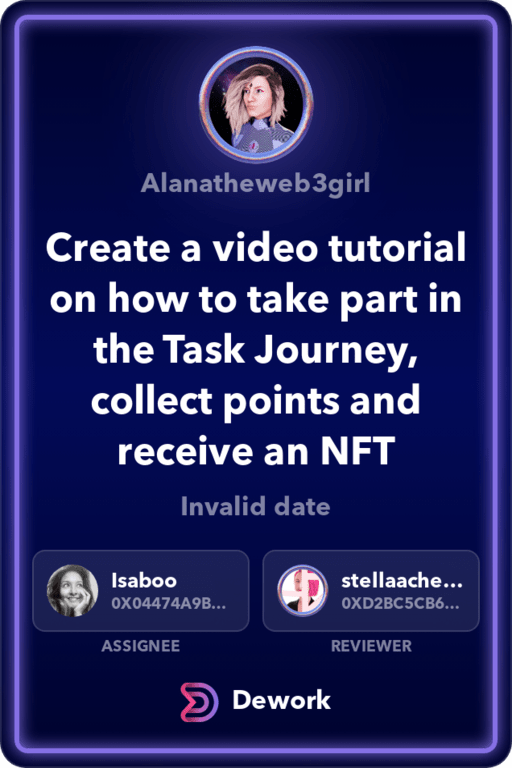 Alanatheweb3girl
Create a video tutorial
on how to take part in
the Task Journey,
collect points and
receive an NFT
Invalid date
Isaboo
0X04474A9B...
stellaache...
0XD2BC5CB6...
ASSIGNEE
REVIEWER
Dework